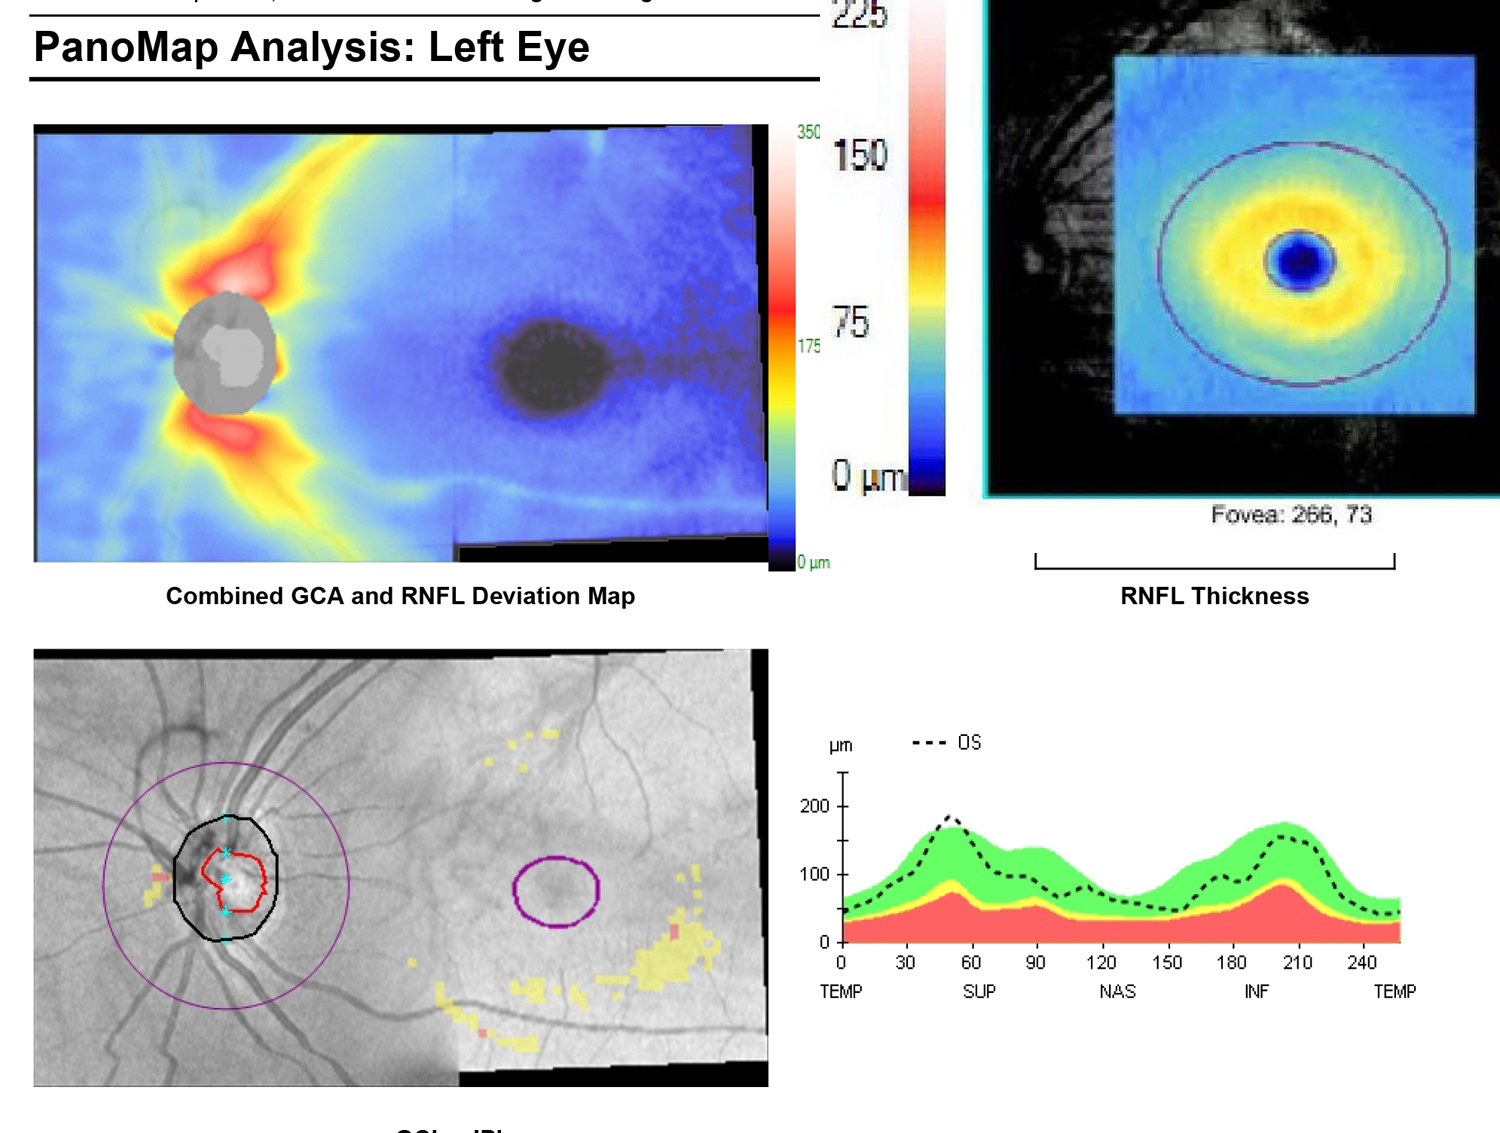 PanoMap Analysis: Left Eye
350
175
0 µm
225
150
75
0 µm
Fovea: 266, 73
Combined GCA and RNFL Deviation Map
RNFL Thickness
µm
--- OS
200
100
0
0 30 60 90 120 150 180 210 240
TEMP SUP NAS INF TEMP